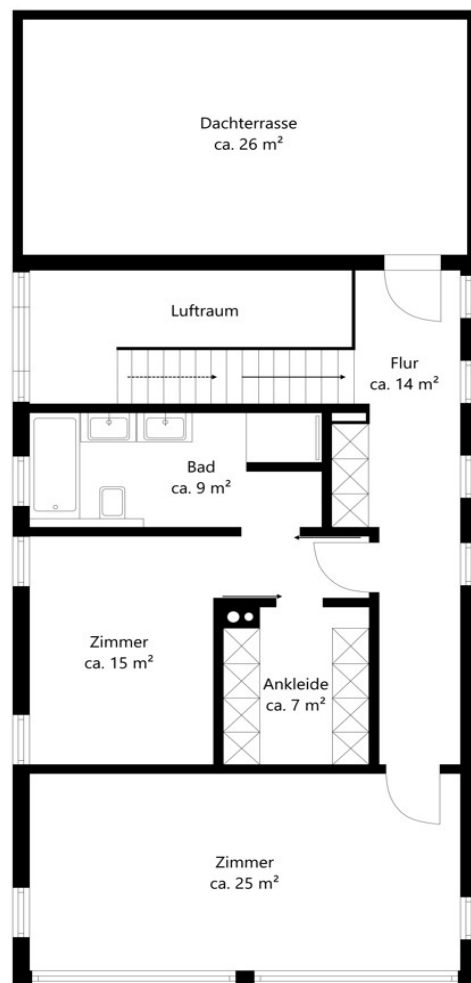 Dachterrasse
ca. 26 m²
Luftraum
Flur
ca. 14 m²
Bad
ca. 9 m²
Zimmer
ca. 15 m²
Ankleide
ca. 7 m²
Zimmer
ca. 25 m²